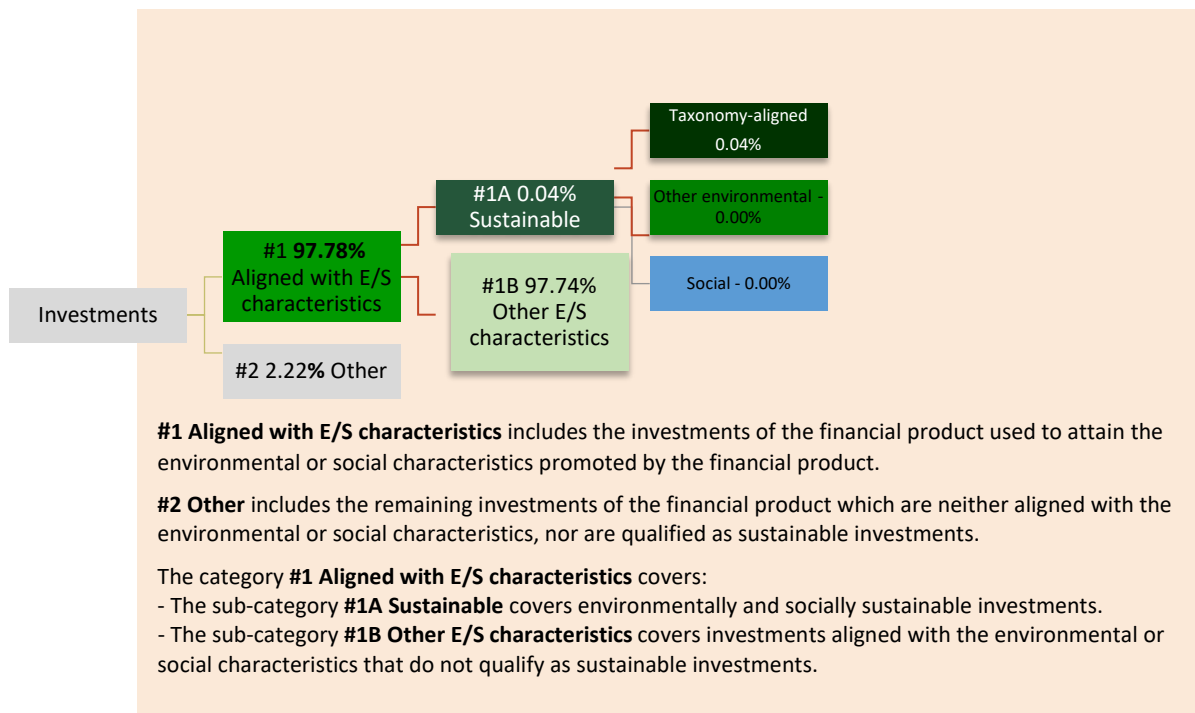 Taxonomy-aligned
0.04%
#1A 0.04%
Sustainable
Other environmental -
0.00%
#1 97.78%
Aligned with E/S
characteristics
#1B 97.74%
Other E/S
characteristics
Social - 0.00%
Investments
#2 2.22% Other
#1 Aligned with E/S characteristics includes the investments of the financial product used to attain the
environmental or social characteristics promoted by the financial product.
#2 Other includes the remaining investments of the financial product which are neither aligned with the
environmental or social characteristics, nor are qualified as sustainable investments.
The category #1 Aligned with E/S characteristics covers:
- The sub-category #1A Sustainable covers environmentally and socially sustainable investments.
- The sub-category #1B Other E/S characteristics covers investments aligned with the environmental or
social characteristics that do not qualify as sustainable investments.